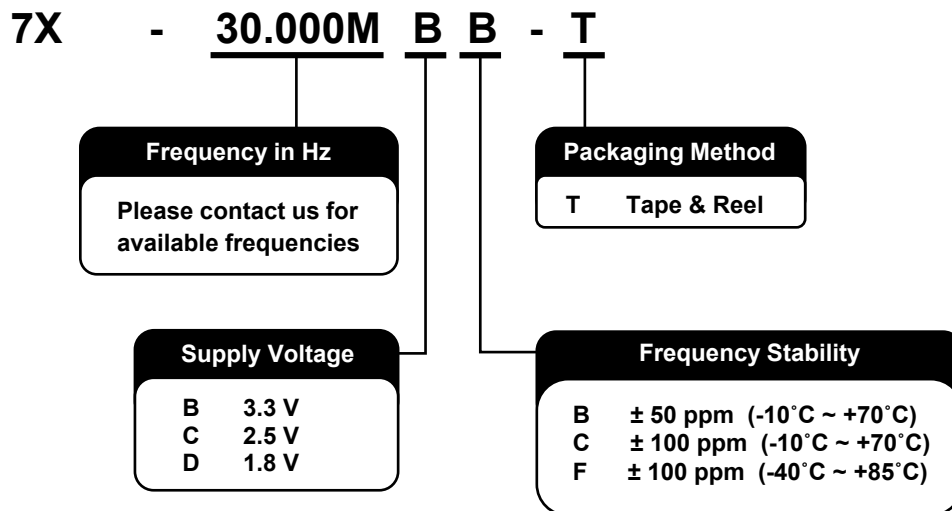 7X - 30.000M B B - T
Frequency in Hz
Please contact us for
available frequencies
Packaging Method
T Tape & Reel
Supply Voltage
B 3.3 V
C 2.5 V
D 1.8 V
Frequency Stability
B ± 50 ppm (-10˚C ~ +70˚C)
C ± 100 ppm (-10˚C ~ +70˚C)
F ± 100 ppm (-40˚C ~ +85˚C)